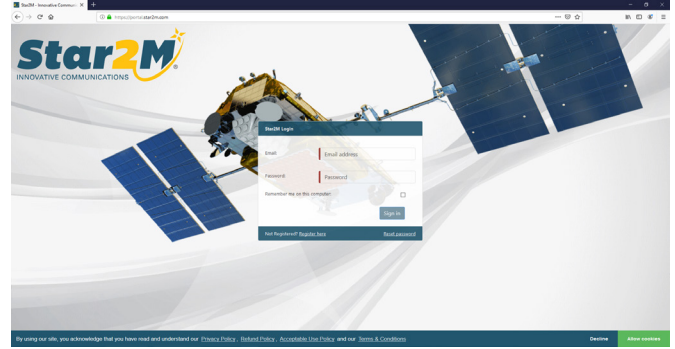 Star2M - Innovative Commun
https://portal.star2m.com
Star2M
INNOVATIVE COMMUNICATIONS
Star2M Login
Email
Email address
Password
Password
Remember me on this computer:
Sign in
Not Registered? Register here
Reset password
By using our site, you acknowledge that you have read and understand our Privacy Policy, Refund Policy, Acceptable Use Policy and our Terms & Conditions
Decline
Allow cookies